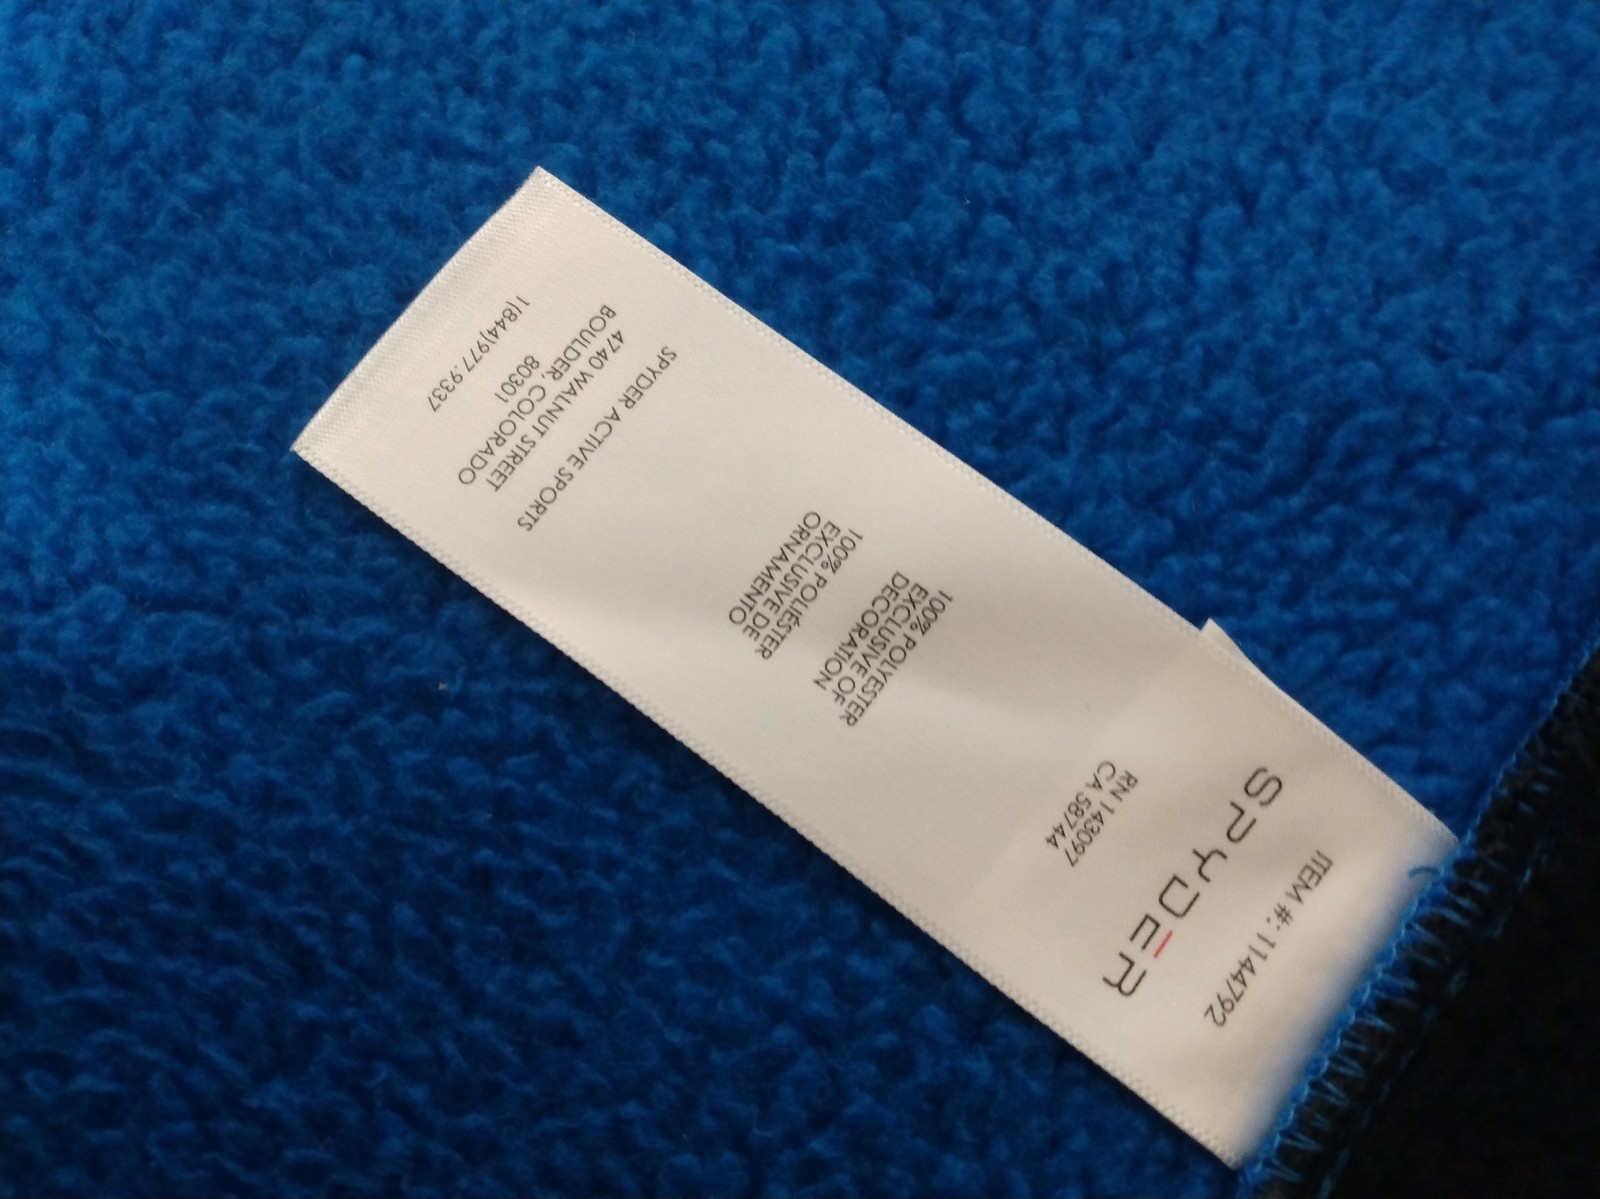 ITEM #: 1144792
SPYDER
RN 143097
CA 58744
100% POLYESTER
EXCLUSIVE OF
DECORATION
100% POLIÉSTER
EXCLUSIVE DE
ORNAMENTO
SPYDER ACTIVE SPORTS
4740 WALNUT STREET
BOULDER, COLORADO
80301
1(844)977.9337